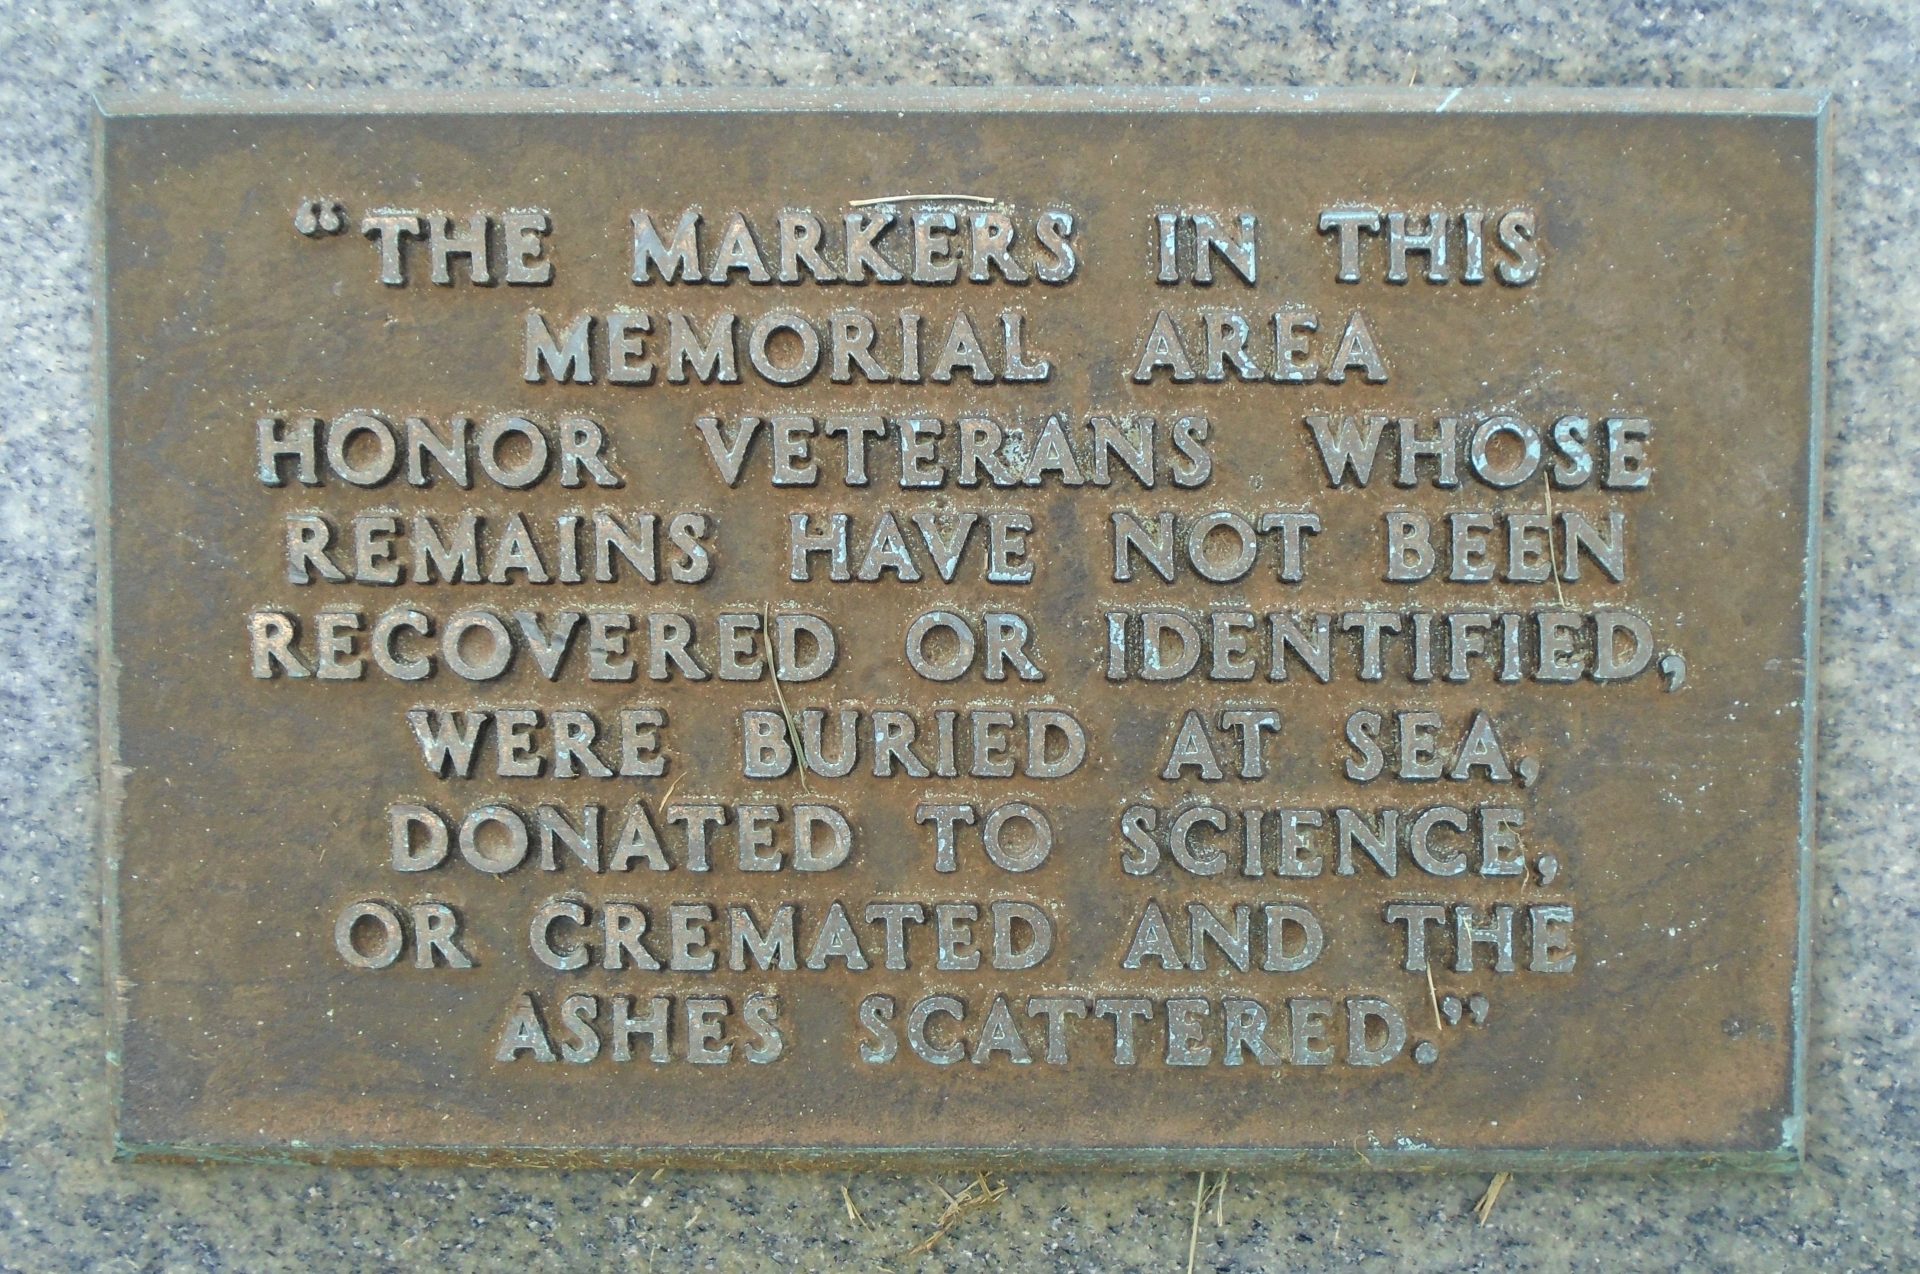 “THE MARKERS IN THIS
MEMORIAL AREA
HONOR VETERANS WHOSE
REMAINS HAVE NOT BEEN
RECOVERED OR IDENTIFIED,
WERE BURIED AT SEA,
DONATED TO SCIENCE,
OR CREMATED AND THE
ASHES SCATTERED.”